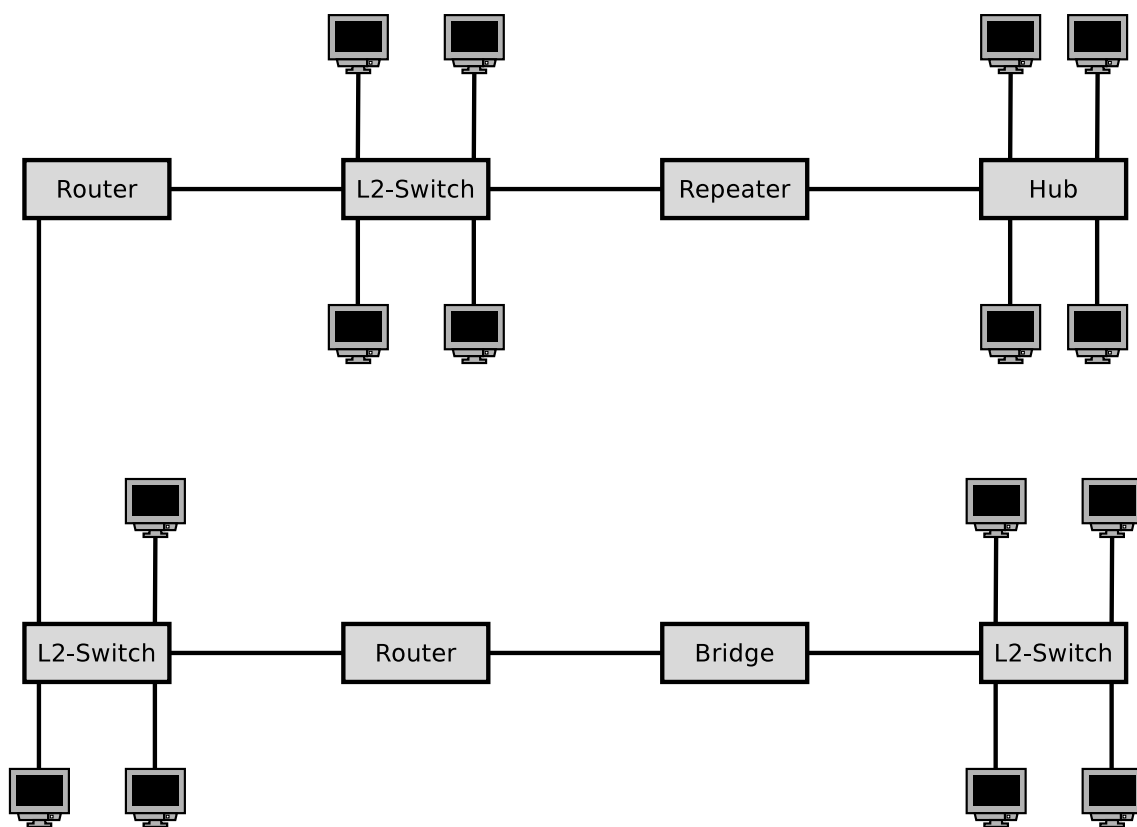 Router
L2-Switch
Repeater
Hub
L2-Switch
Router
Bridge
L2-Switch